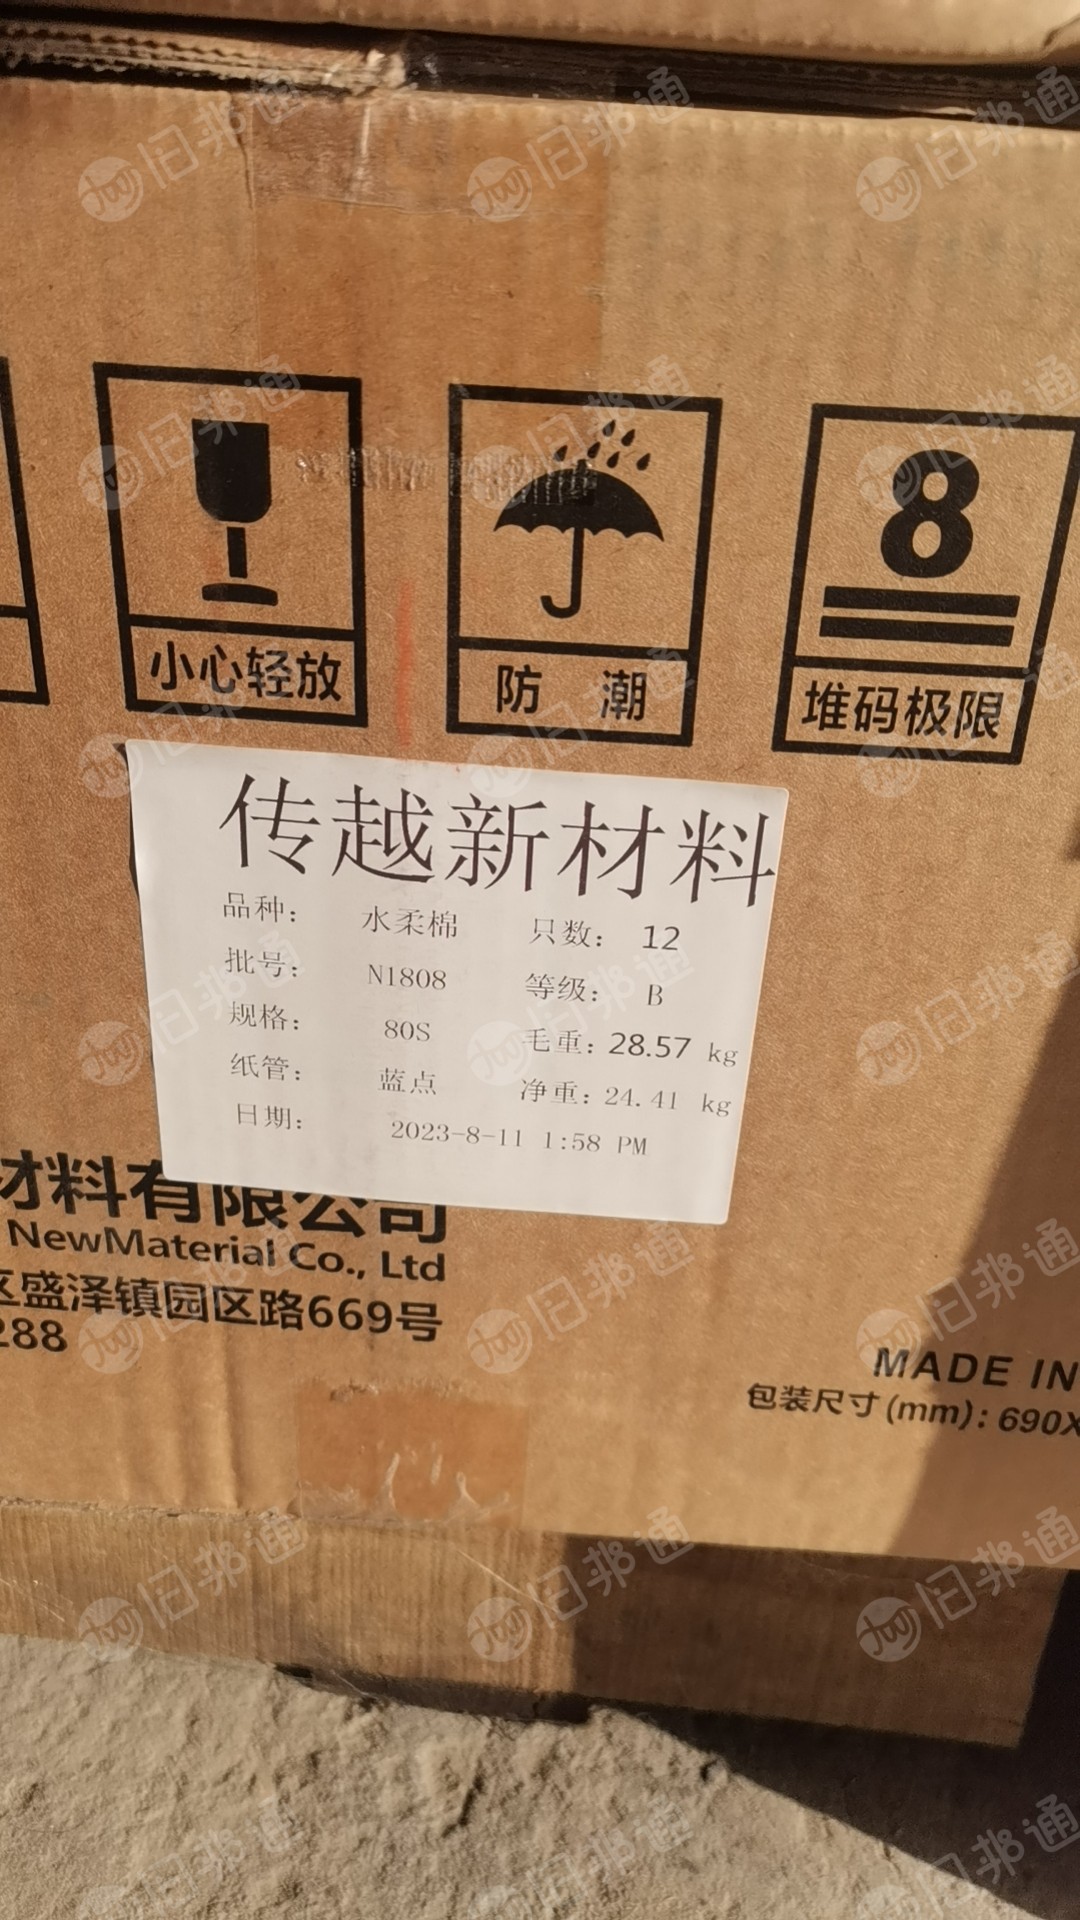 旧邦通
8
小心轻放
防 潮
堆码极限
传越新材料
品种： 水柔棉 只数： 12
批号： N1808 等级： B
规格： 80S 毛重：28.57 kg
纸管： 蓝点 净重：24.41 kg
日期： 2023-8-11 1:58 PM
材料有限公司
NewMaterial Co., Ltd
区盛泽镇园区路669号
288
MADE IN
包装尺寸(mm)：690X